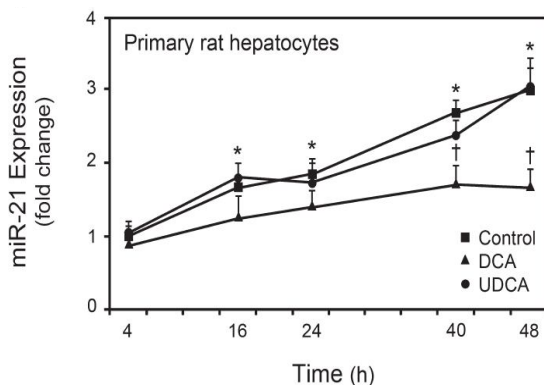 4
Primary rat hepatocytes
*
3
*
*
*
2
†
†
1
0
miR-21 Expression
(fold change)
Control
DCA
UDCA
4
16
24
40
48
Time (h)